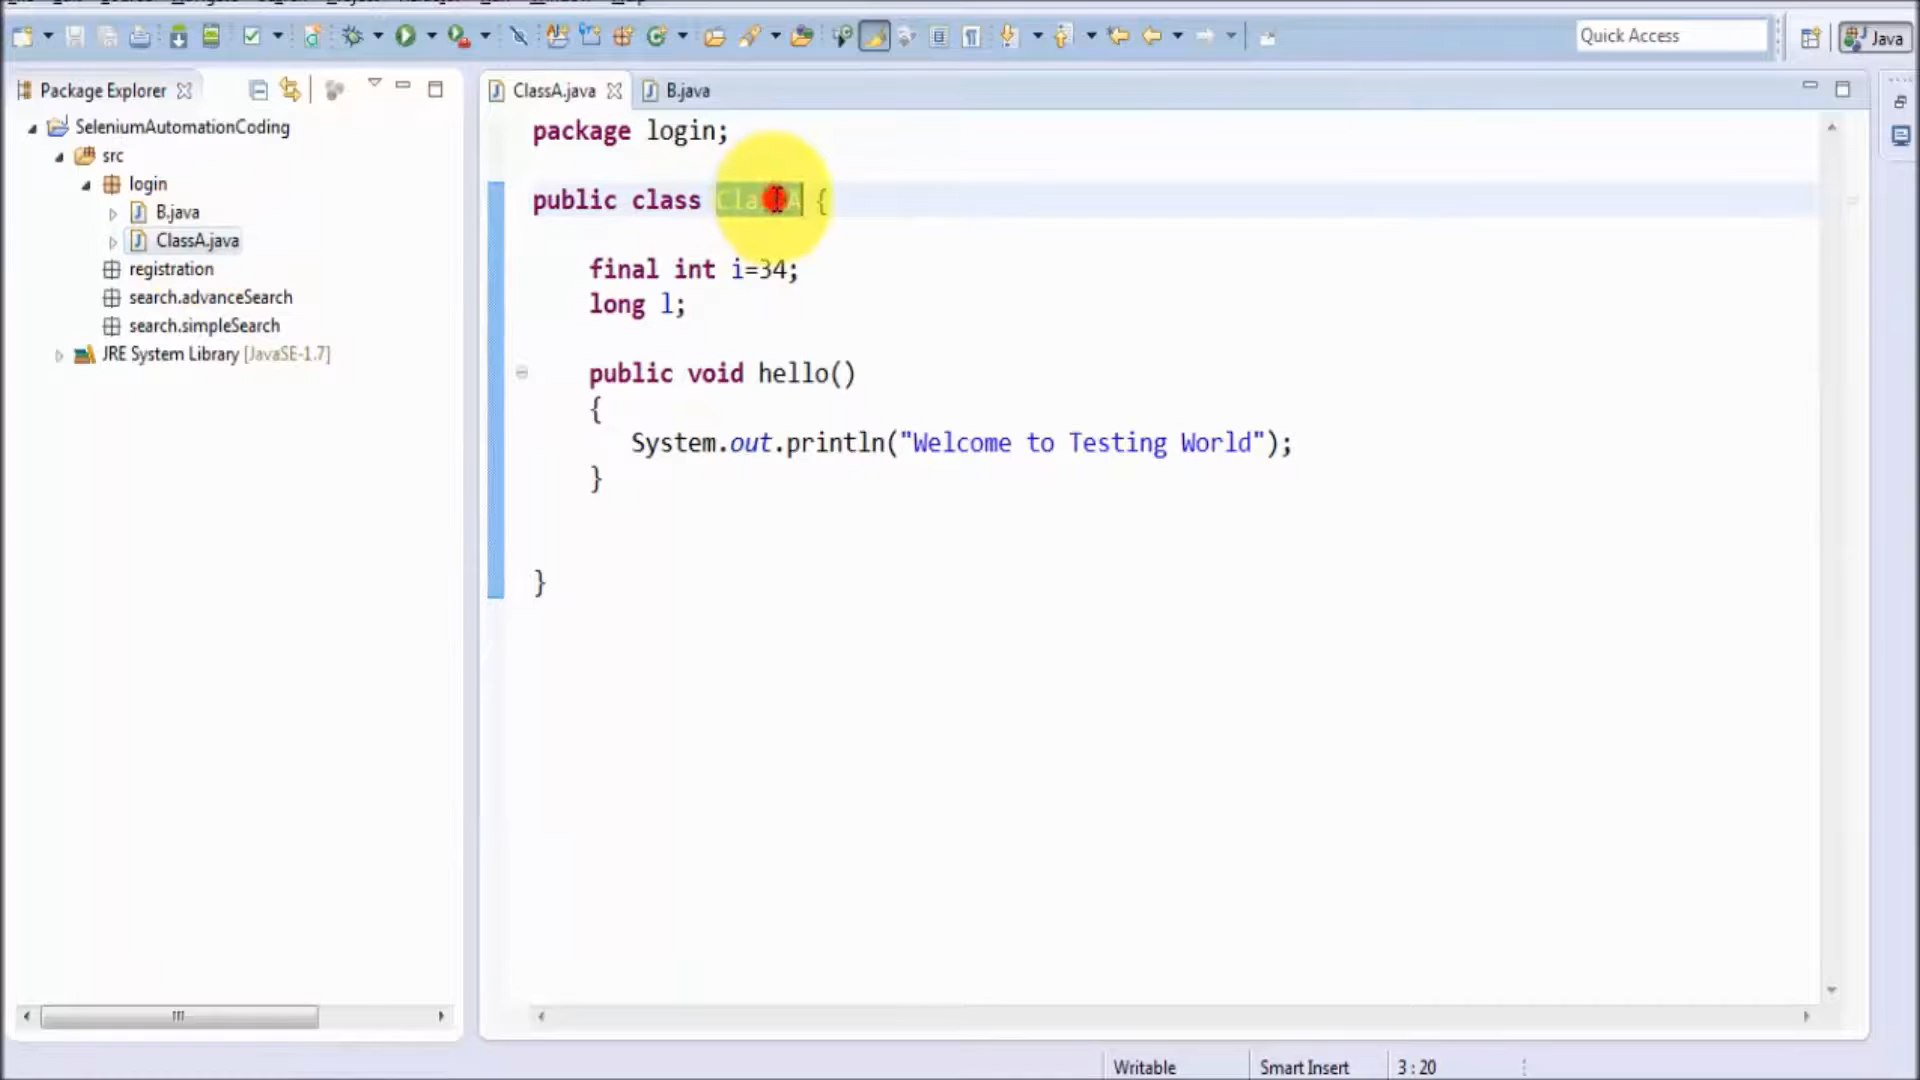 Quick Access
Java
Package Explorer
SeleniumAutomationCoding
src
login
B.java
ClassA.java
registration
search.advanceSearch
search.simpleSearch
JRE System Library [JavaSE-1.7]
ClassA.java
B.java
package login;
public class ClassA {
final int i=34;
long l;
public void hello()
{
System.out.println("Welcome to Testing World");
}
}
Writable
Smart Insert
3 : 20